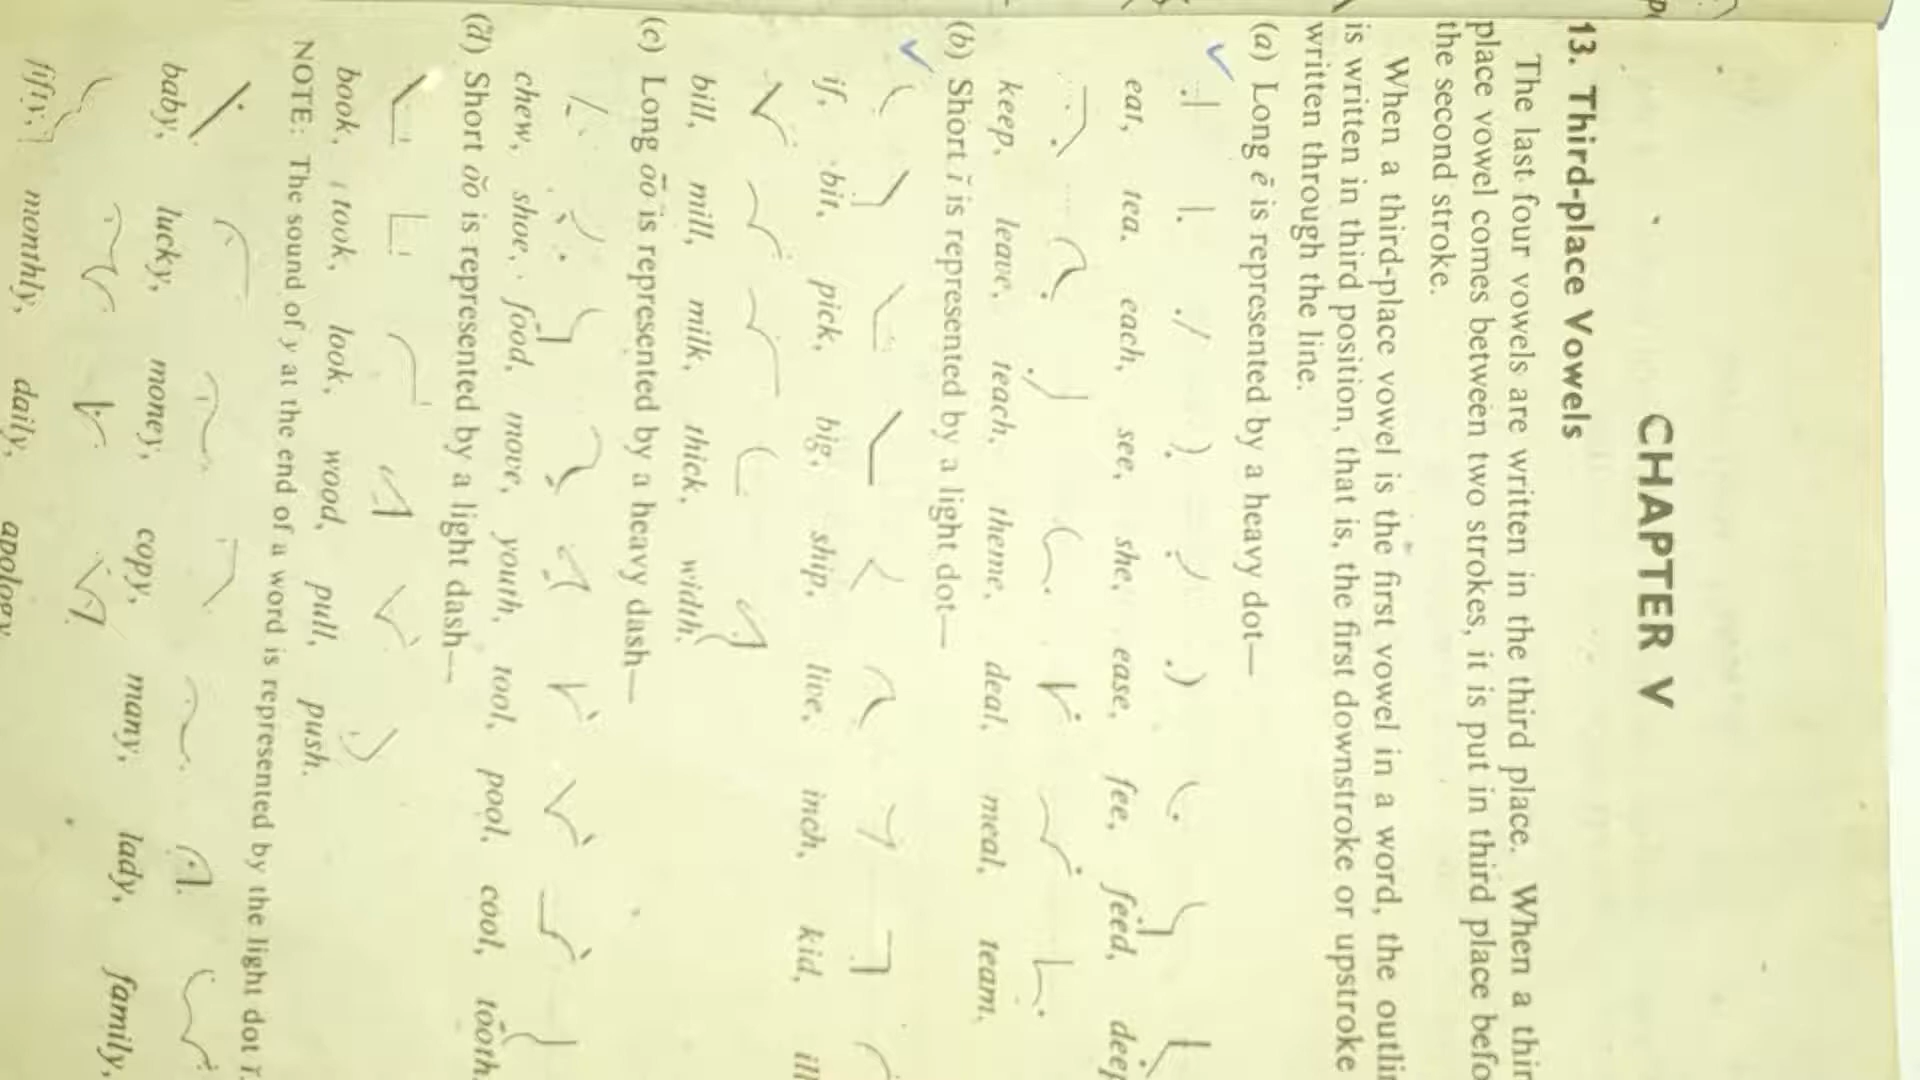 CHAPTER V
13. Third-place Vowels
The last four vowels are written in the third place. When a thir
place vowel comes between two strokes, it is put in third place befo
the second stroke.
When a third-place vowel is the first vowel in a word, the outli
is written in third position, that is, the first downstroke or upstroke
written through the line.
(a) Long ē is represented by a heavy dot—
eat, tea, each, see, she, ease, fee, feed, deep
keep, leave, teach, theme, deal, meal, team.
(b) Short ĭ is represented by a light dot—
if, bit, pick, big, ship, live, inch, kid, ill
bill, mill, milk, thick, width.
(c) Long ōō is represented by a heavy dash—
chew, shoe, food, move, youth, tool, pool, cool, tooth.
(d) Short ŏŏ is represented by a light dash—
book, took, look, wood, pull, push.
NOTE: The sound of y at the end of a word is represented by the light dot ĭ.
baby, lucky, money, copy, many, lady, family,
fifty, monthly, daily, apology